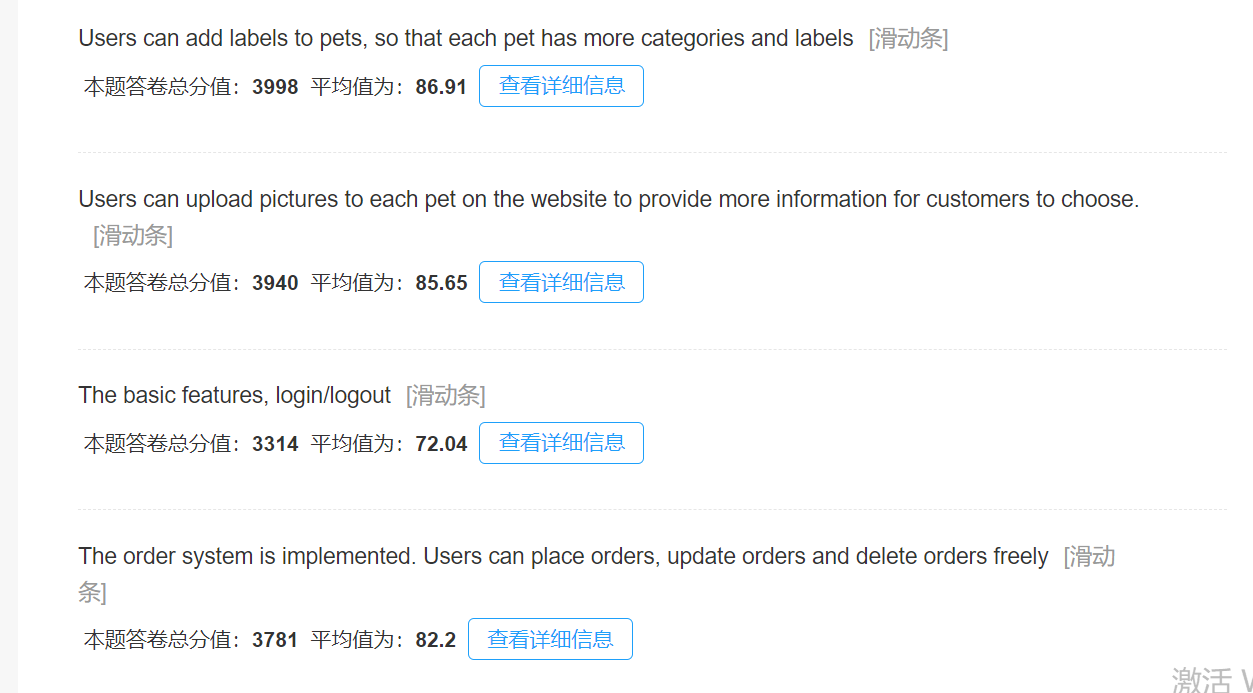 Users can add labels to pets, so that each pet has more categories and labels [滑动条]
本题答卷总分值：3998 平均值为：86.91 查看详细信息
Users can upload pictures to each pet on the website to provide more information for customers to choose.
[滑动条]
本题答卷总分值：3940 平均值为：85.65 查看详细信息
The basic features, login/logout [滑动条]
本题答卷总分值：3314 平均值为：72.04 查看详细信息
The order system is implemented. Users can place orders, update orders and delete orders freely [滑动
条]
本题答卷总分值：3781 平均值为：82.2 查看详细信息
激活 W